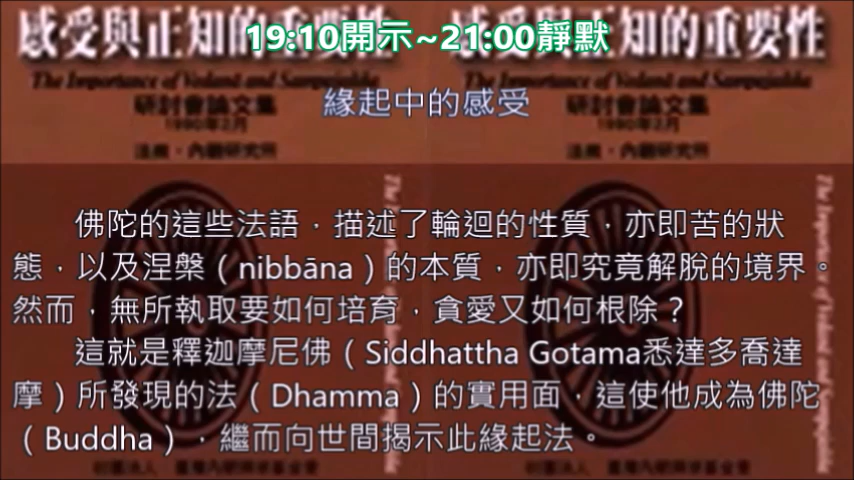 感受與正知的重要性
19:10開示~21:00靜默
The Importance of Vedanā and Sampajañña
緣起中的感受
研討會論文集
1990年2月
佛陀的這些法語，描述了輪迴的性質，亦即苦的狀
態，以及涅槃（nibbāna）的本質，亦即究竟解脫的境界。
然而，無所執取要如何培育，貪愛又如何根除？
這就是釋迦摩尼佛（Siddhattha Gotama悉達多喬達
摩）所發現的法（Dhamma）的實用面，這使他成為佛陀
（Buddha），繼而向世間揭示此緣起法。